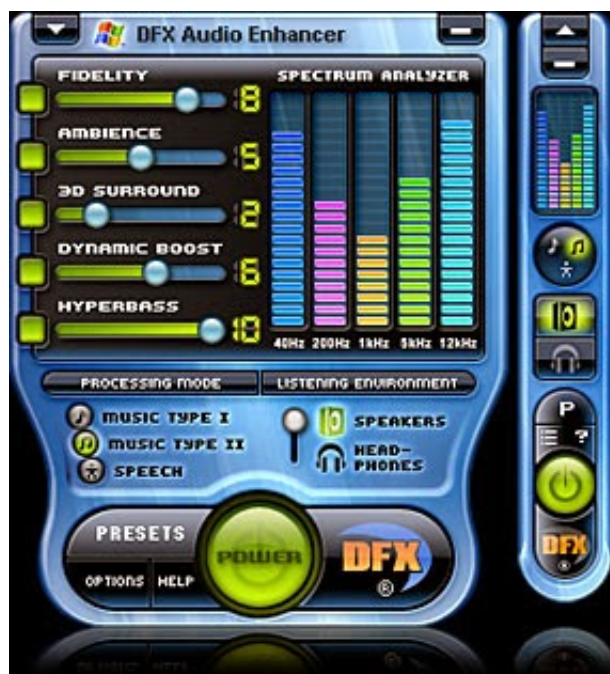 DFX Audio Enhancer
FIDELITY
8
SPECTRUM ANALYZER
AMBIENCE
5
3D SURROUND
2
DYNAMIC BOOST
6
HYPERBASS
10
40Hz 200Hz 1kHz 5kHz 12kHz
PROCESSING MODE
LISTENING ENVIRONMENT
MUSIC TYPE I
MUSIC TYPE II
SPEECH
SPEAKERS
HEAD-
PHONES
PRESETS
OPTIONS
HELP
POWER
DFX
®
P
?
DFX
®